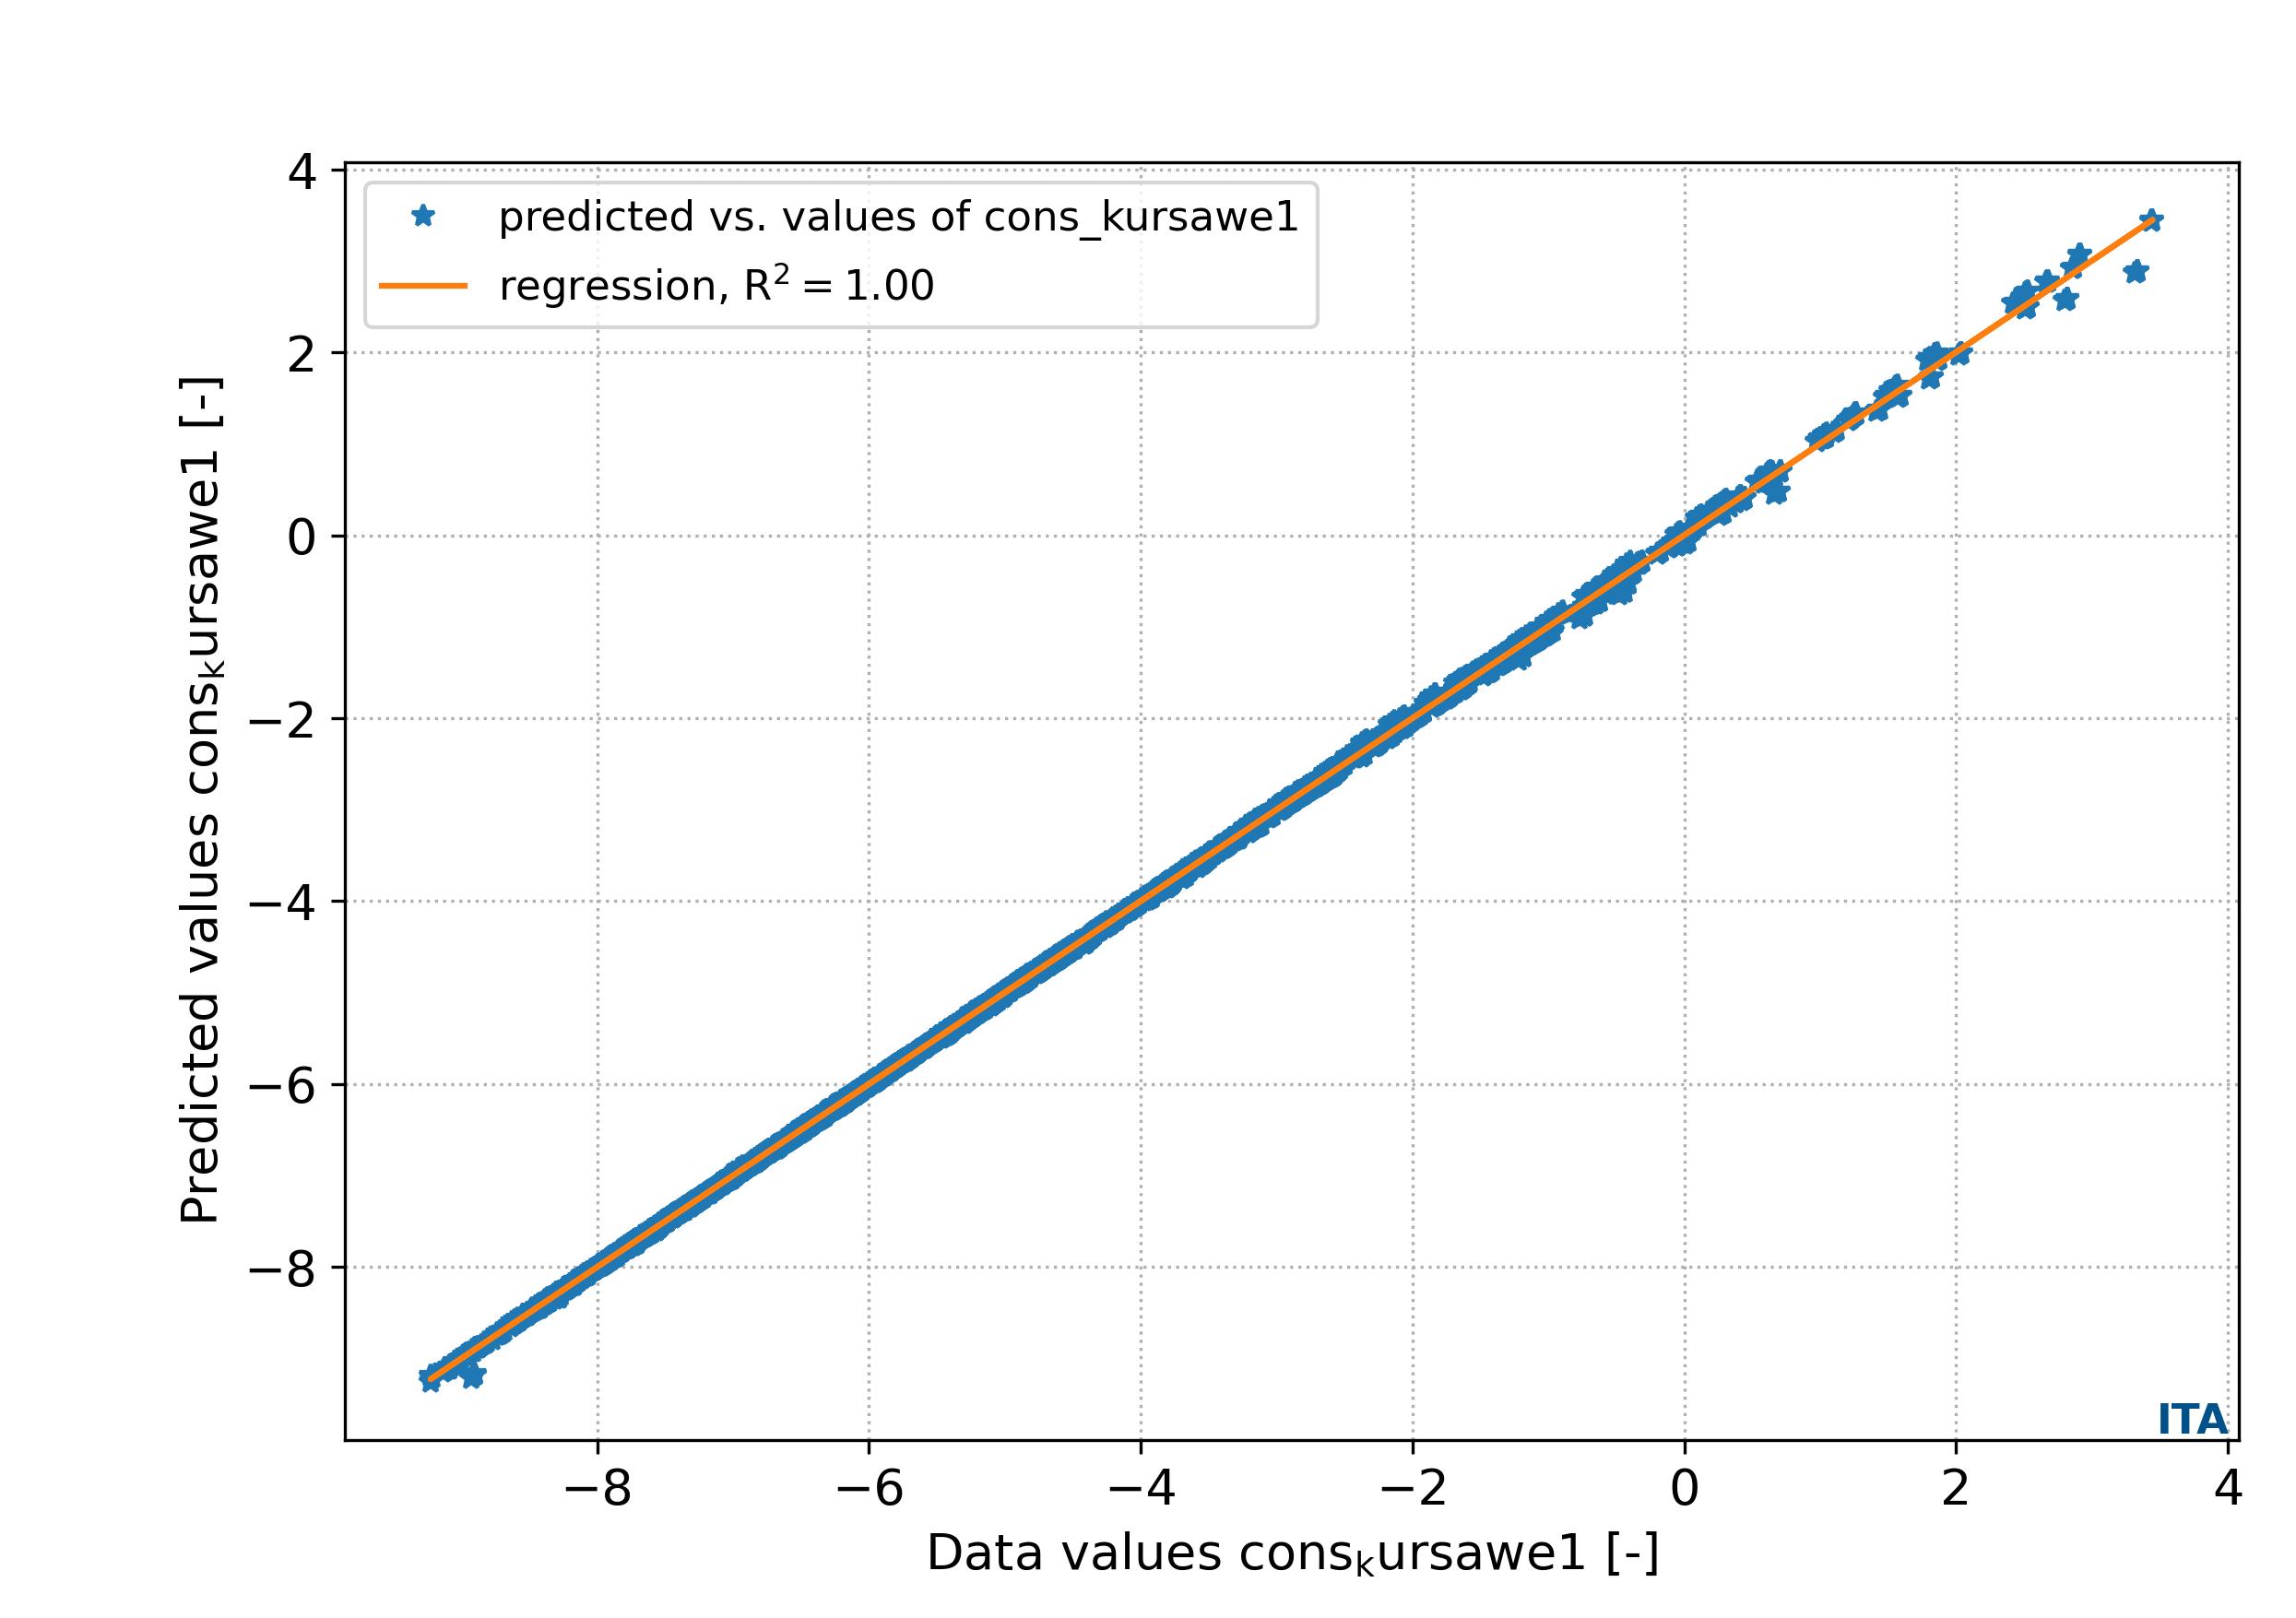 predicted vs. values of cons_kursawe1
regression, R² = 1.00
4
2
0
−2
−4
−6
−8
Predicted values consₖursawe1 [-]
−8 −6 −4 −2 0 2 4
Data values consₖursawe1 [-]
ITA